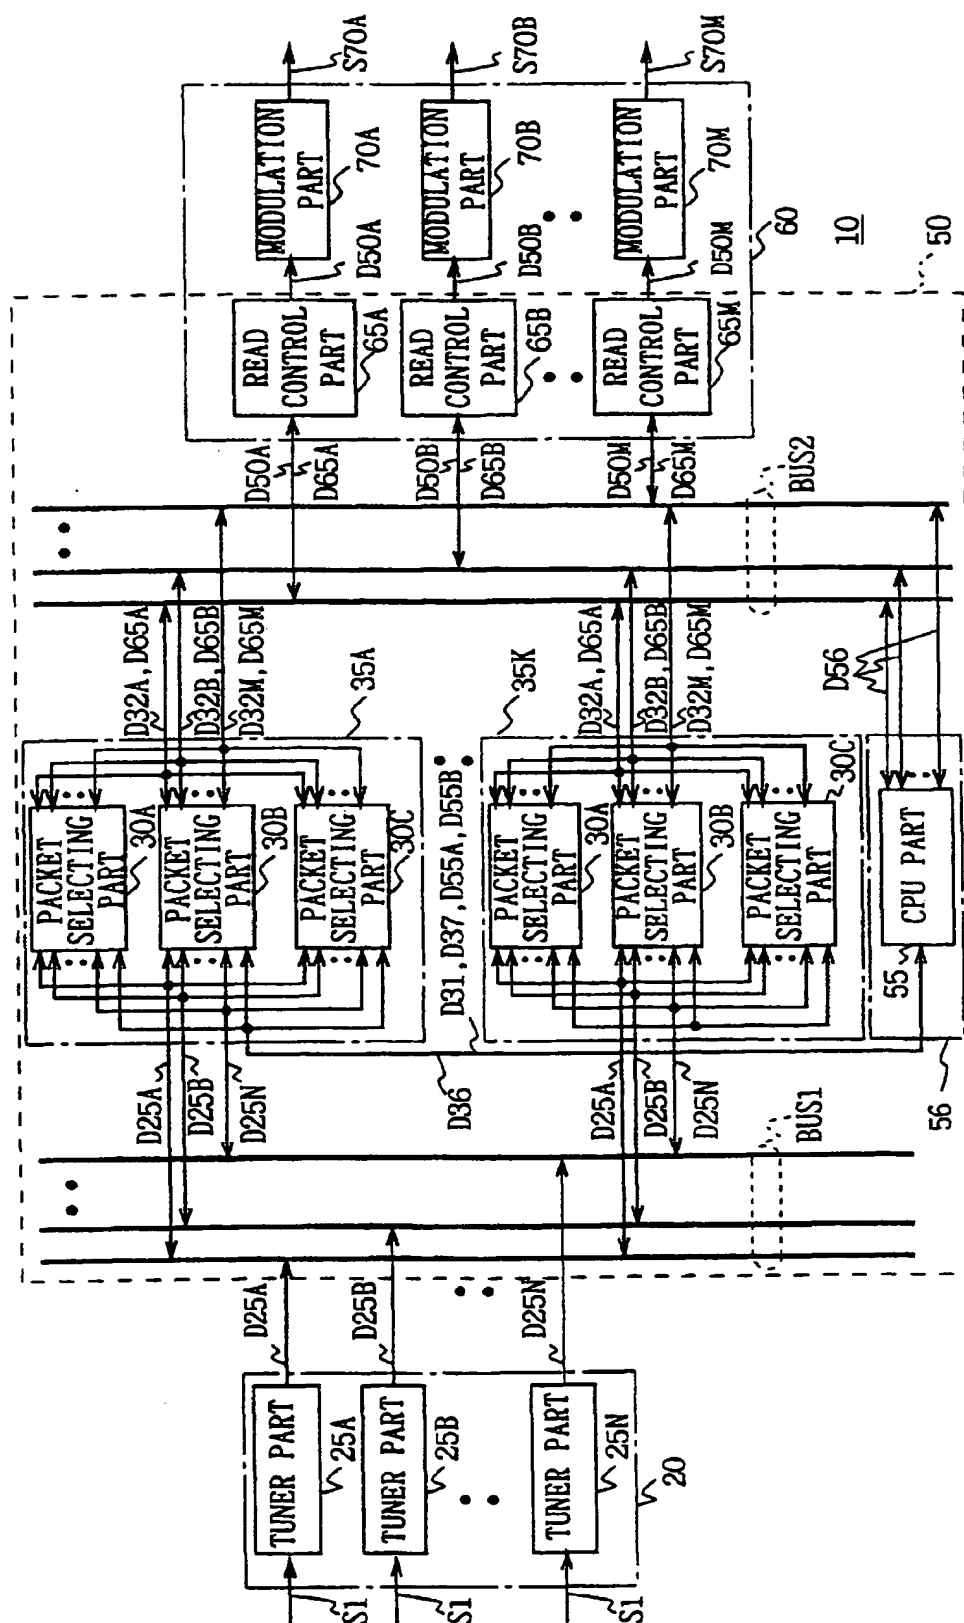 S1
S1
S1
TUNER PART
25A
TUNER PART
25B
TUNER PART
25N
20
D25A
D25B
D25N
BUS1
D25A
D25B
D25N
D36
D31, D37, D55A, D55B
D25A
D25B
D25N
PACKET
SELECTING
PART
30A
PACKET
SELECTING
PART
30B
PACKET
SELECTING
PART
30C
35A
PACKET
SELECTING
PART
30A
PACKET
SELECTING
PART
30B
PACKET
SELECTING
PART
30C
35K
CPU PART
55
56
D32A, D65A
D32B, D65B
D32M, D65M
D32A, D65A
D32B, D65B
D32M, D65M
D56
BUS2
D50A
D65A
D50B
D65B
D50M
D65M
READ
CONTROL
PART
65A
READ
CONTROL
PART
65B
READ
CONTROL
PART
65M
D50A
D50B
D50M
MODULATION
PART
70A
MODULATION
PART
70B
MODULATION
PART
70M
60
S70A
S70B
S70M
10
50